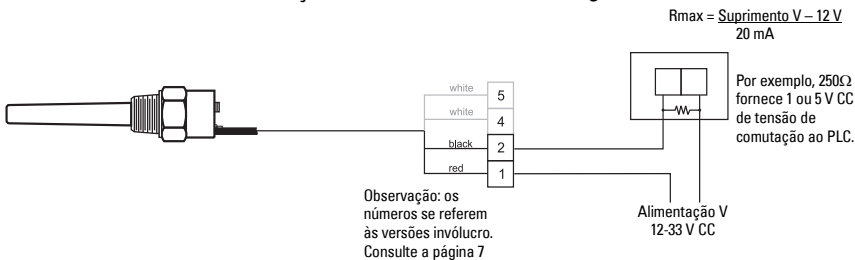 Rmax = Suprimento V – 12 V
20 mA
white
5
white
4
black
2
red
1
Por exemplo, 250Ω
fornece 1 ou 5 V CC
de tensão de
comutação ao PLC.
Observação: os
números se referem
às versões invólucro.
Consulte a página 7
Alimentação V
12-33 V CC